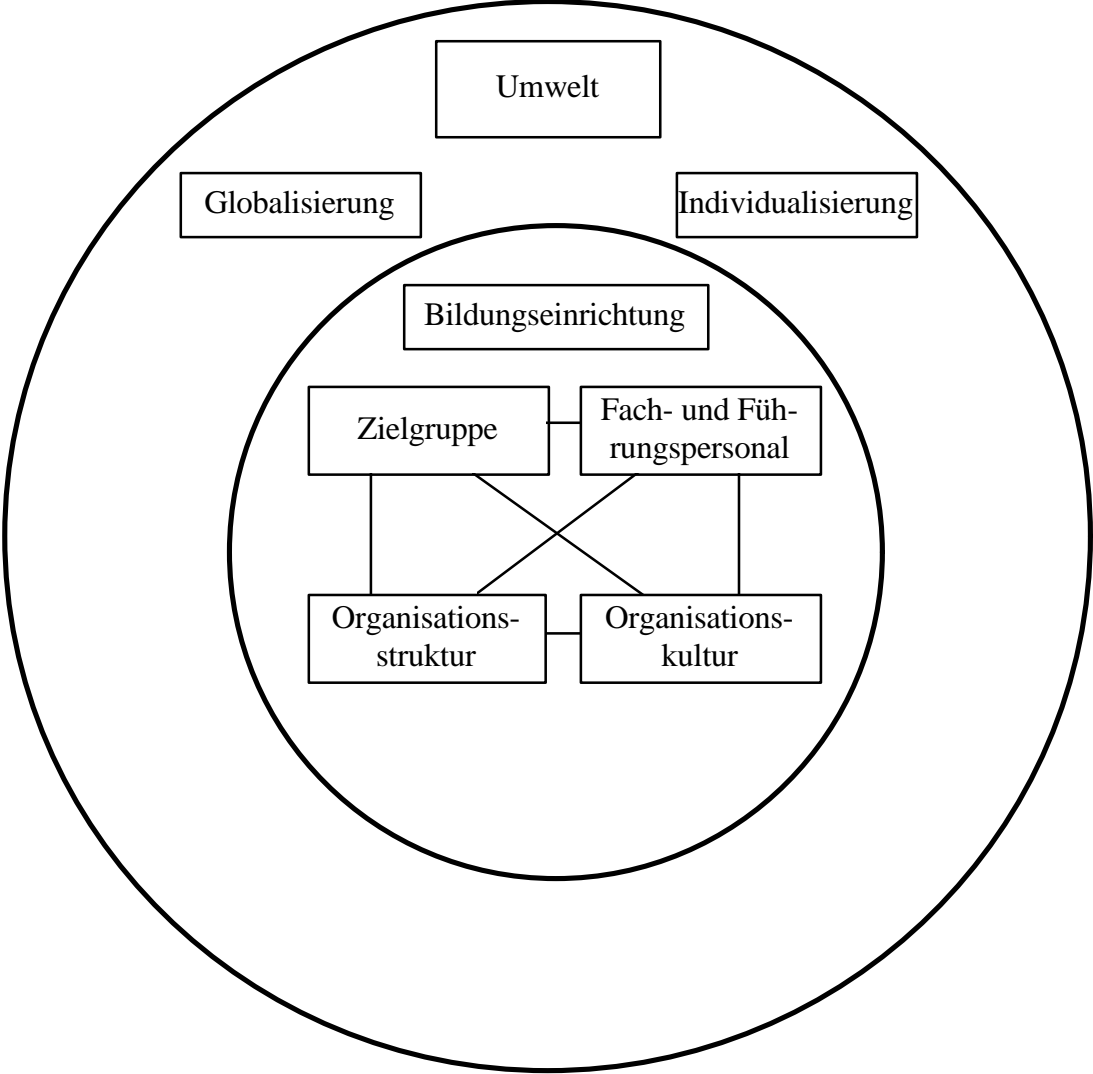 Umwelt
Globalisierung
Individualisierung
Bildungseinrichtung
Zielgruppe
Fach- und Füh-
rungspersonal
Organisations-
struktur
Organisations-
kultur